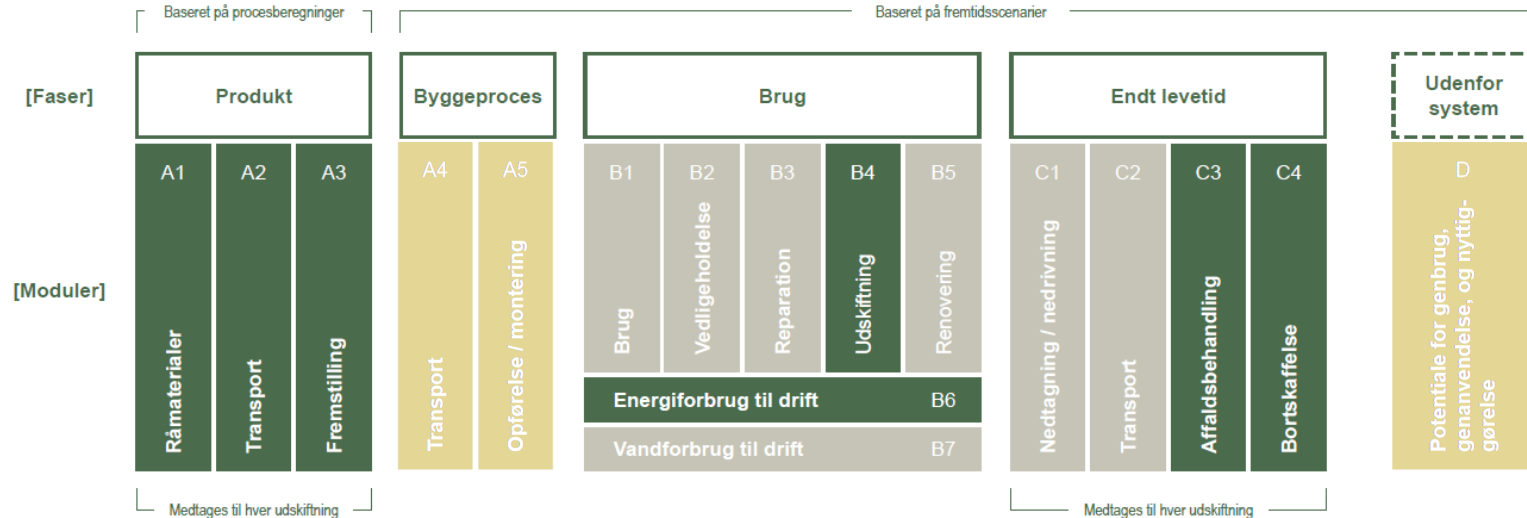 Baseret på procesberegninger
Baseret på fremtidsscenarier
[Faser]
Produkt
Byggeproces
Brug
Endt levetid
Udenfor
system
[Moduler]
A1
Råmaterialer
A2
Transport
A3
Fremstilling
A4
Transport
A5
Opførelse / montering
B1
Brug
B2
Vedligeholdelse
B3
Reparation
B4
Udskiftning
B5
Renovering
Energiforbrug til drift B6
Vandforbrug til drift B7
C1
Nedtagning / nedrivning
C2
Transport
C3
Affaldsbehandling
C4
Bortskaffelse
D
Potentiale for genbrug,
genanvendelse, og nyttig-
gørelse
Medtages til hver udskiftning
Medtages til hver udskiftning